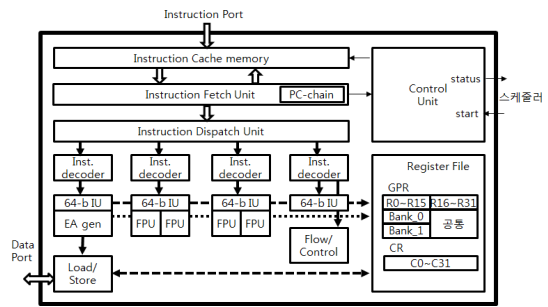 Instruction Port
Instruction Cache memory
Instruction Fetch Unit
PC-chain
Instruction Dispatch Unit
Control
Unit
status
start
스케줄러
Inst.
decoder
Inst.
decoder
Inst.
decoder
Inst.
decoder
64-b IU
64-b IU
64-b IU
64-b IU
EA gen
FPU
FPU
FPU
FPU
Flow/
Control
Load/
Store
Data
Port
Register File
GPR
R0~R15
R16~R31
Bank_0
Bank_1
공통
CR
C0~C31